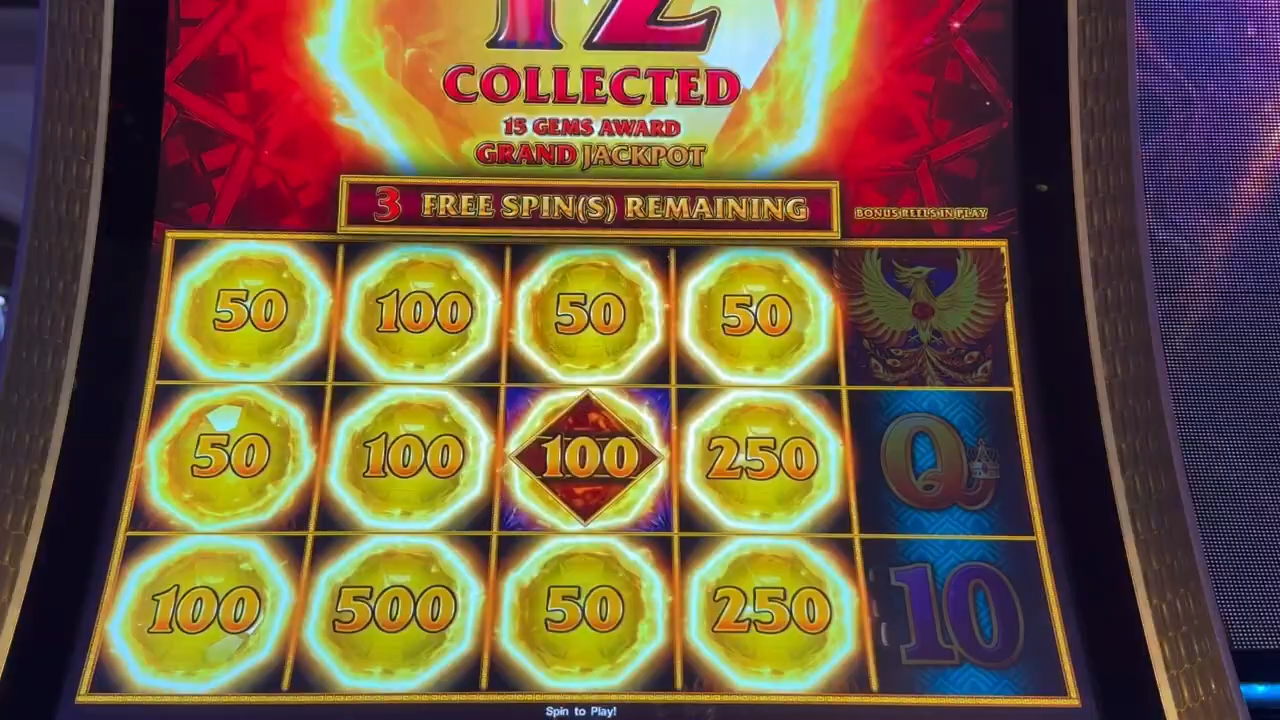 12
COLLECTED
15 GEMS AWARD
GRAND JACKPOT
3 FREE SPIN(S) REMAINING
BONUS REELS IN PLAY
50 100 50 50
50 100 100 250 Q
100 500 50 250 10
Spin to Play!